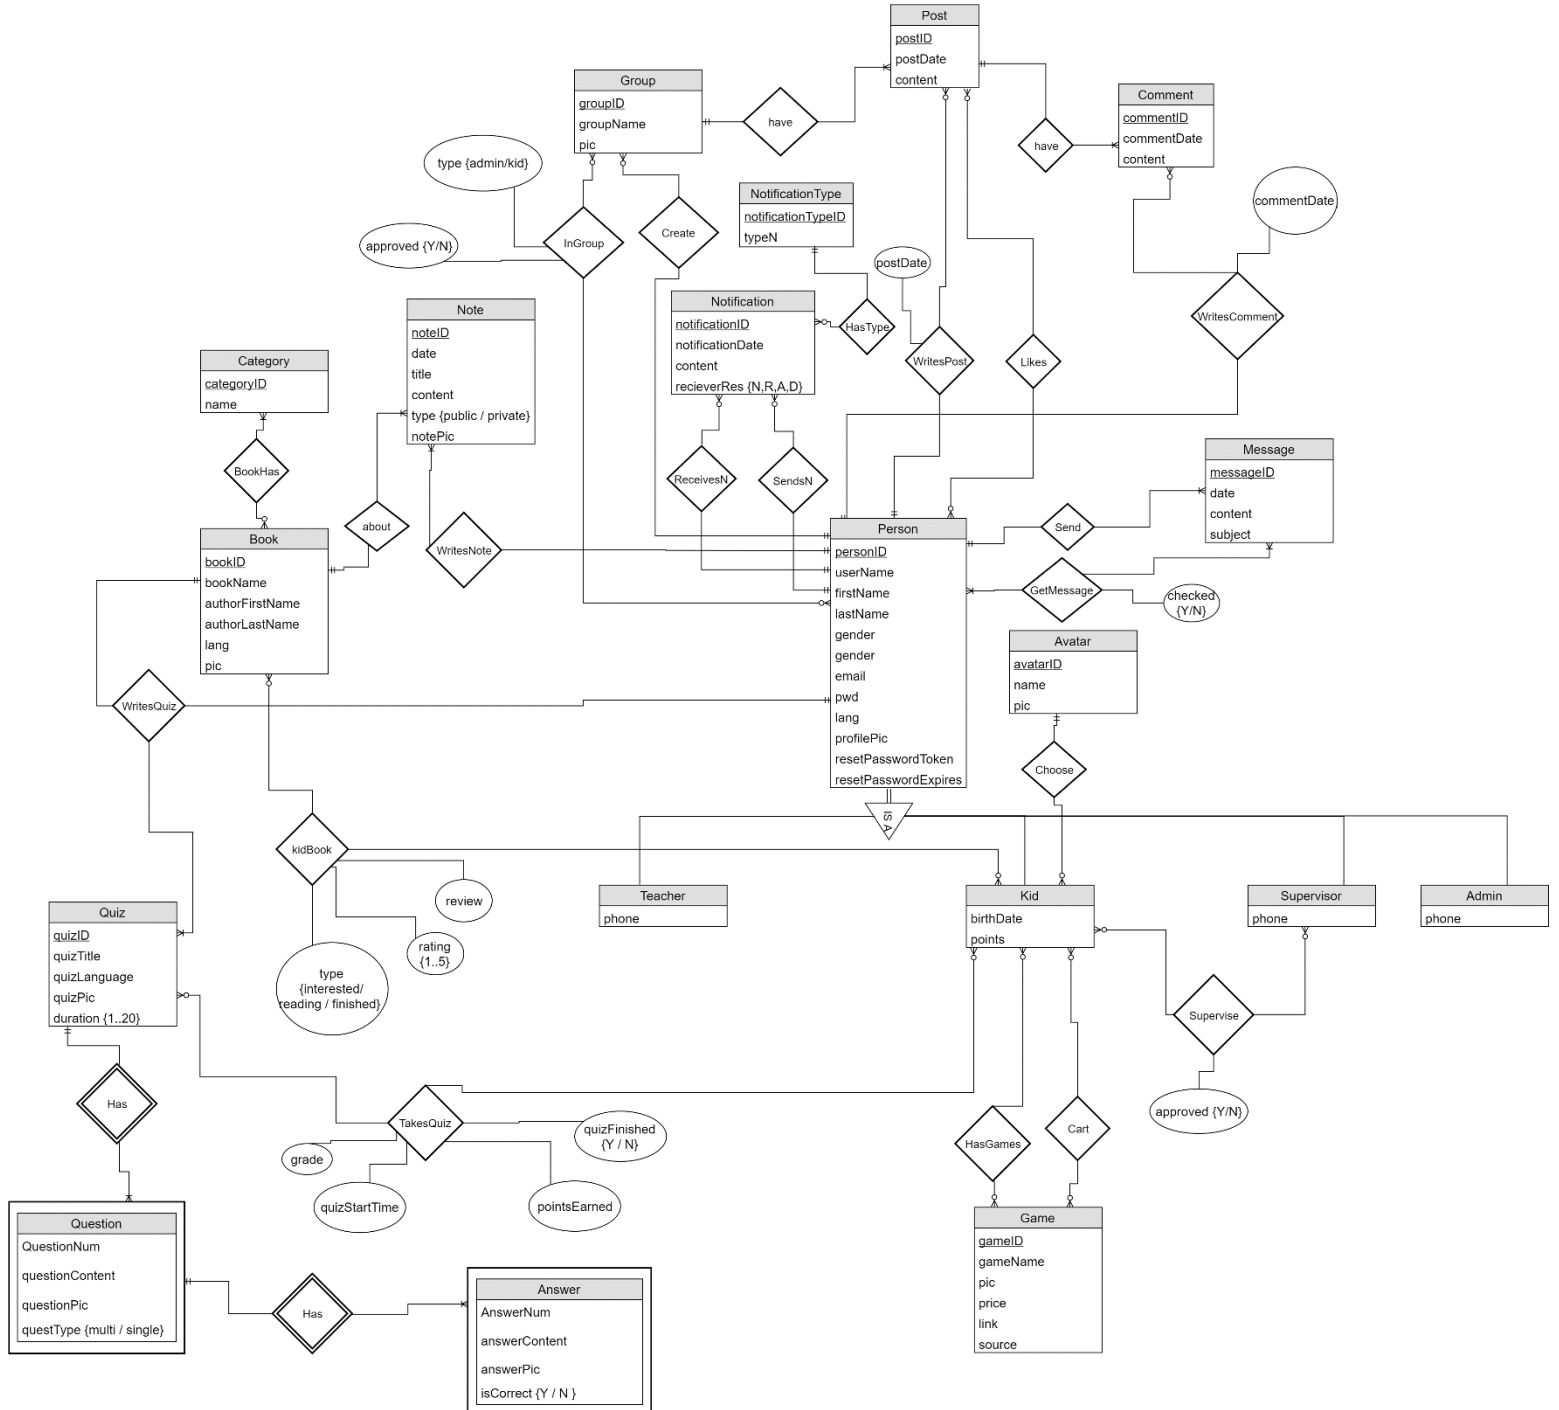 Post
postID
postDate
content
Group
groupID
groupName
pic
have
Comment
commentID
commentDate
content
have
type {admin/kid}
approved {Y/N}
InGroup
Create
NotificationType
notificationTypeID
typeN
commentDate
postDate
Notification
notificationID
notificationDate
content
recieverRes {N,R,A,D}
HasType
WritesPost
Likes
WritesComment
Note
noteID
date
title
content
type {public / private}
notePic
Category
categoryID
name
BookHas
about
WritesNote
ReceivesN
SendsN
Message
messageID
date
content
subject
Send
GetMessage
checked
{Y/N}
Book
bookID
bookName
authorFirstName
authorLastName
lang
pic
Person
personID
userName
firstName
lastName
gender
gender
email
pwd
lang
profilePic
resetPasswordToken
resetPasswordExpires
Avatar
avatarID
name
pic
WritesQuiz
Choose
IS A
kidBook
review
rating
{1..5}
type
{interested/
reading / finished}
Teacher
phone
Kid
birthDate
points
Supervisor
phone
Admin
phone
Quiz
quizID
quizTitle
quizLanguage
quizPic
duration {1..20}
Supervise
approved {Y/N}
Has
TakesQuiz
grade
quizStartTime
quizFinished
{Y / N}
pointsEarned
HasGames
Cart
Question
QuestionNum
questionContent
questionPic
questType {multi / single}
Has
Answer
AnswerNum
answerContent
answerPic
isCorrect {Y / N }
Game
gameID
gameName
pic
price
link
source